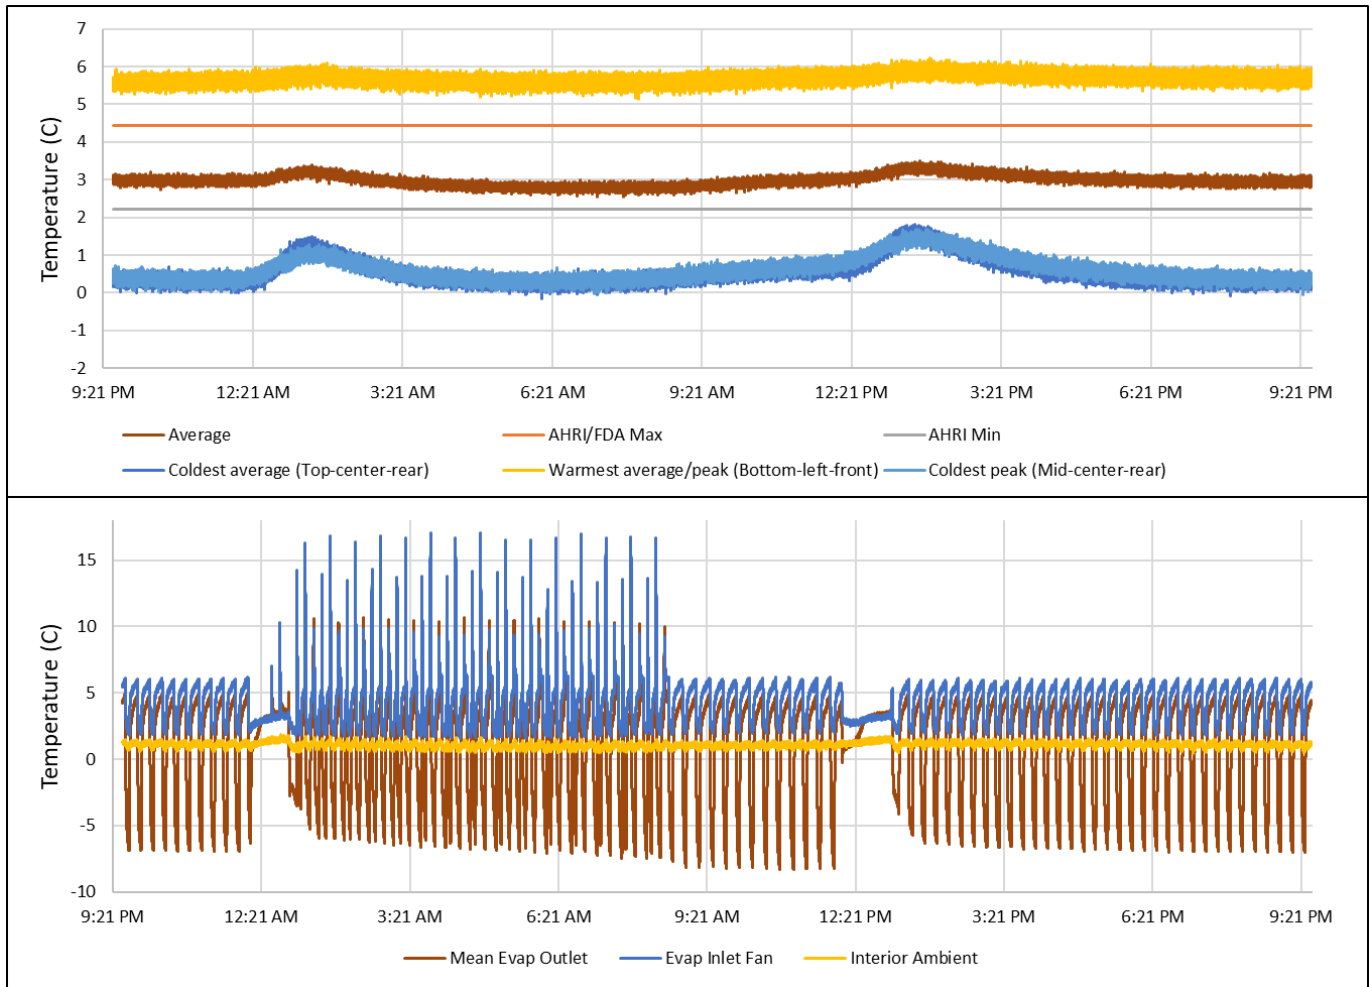 7
6
5
4
3
2
1
0
-1
-2
Temperature (C)
9:21 PM 12:21 AM 3:21 AM 6:21 AM 9:21 AM 12:21 PM 3:21 PM 6:21 PM 9:21 PM
Average AHRI/FDA Max AHRI Min
Coldest average (Top-center-rear) Warmest average/peak (Bottom-left-front) Coldest peak (Mid-center-rear)
15
10
5
0
-5
-10
Temperature (C)
9:21 PM 12:21 AM 3:21 AM 6:21 AM 9:21 AM 12:21 PM 3:21 PM 6:21 PM 9:21 PM
Mean Evap Outlet Evap Inlet Fan Interior Ambient